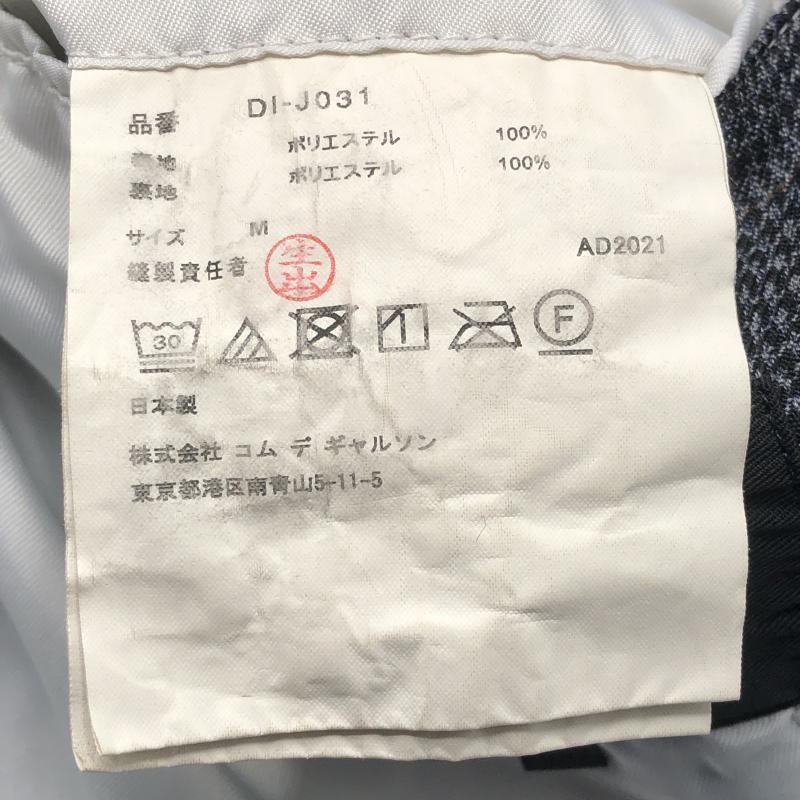 品番 DI-J031
表地 ポリエステル 100%
裏地 ポリエステル 100%
サイズ M
AD2021
縫製責任者 生出
30 F
日本製
株式会社 コム デ ギャルソン
東京都港区南青山5-11-5